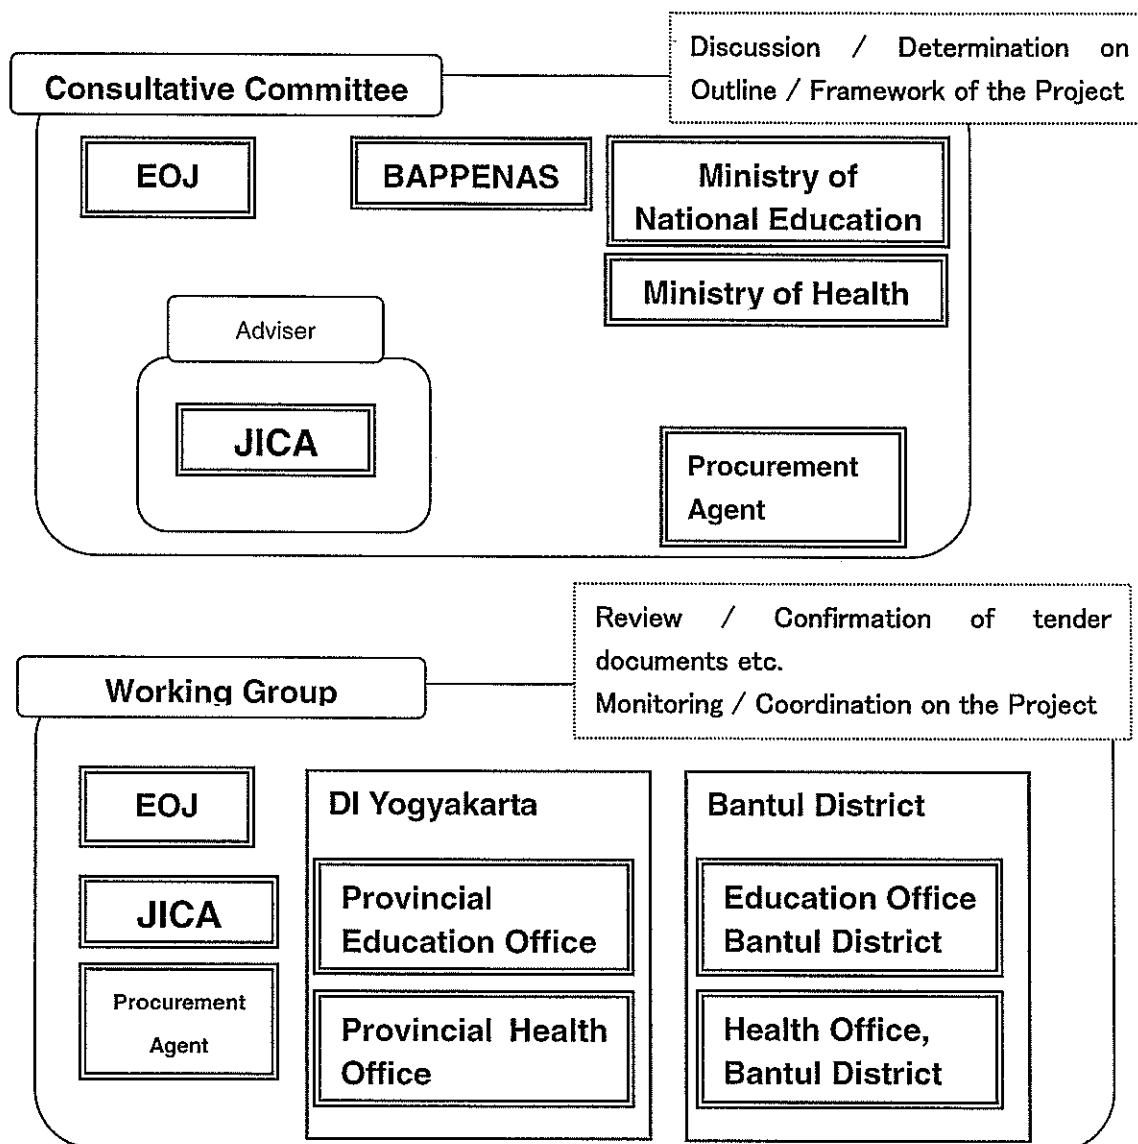 Discussion / Determination on
Outline / Framework of the Project
Consultative Committee
EOJ
BAPPENAS
Ministry of
National Education
Ministry of Health
Adviser
JICA
Procurement
Agent
Review / Confirmation of tender
documents etc.
Monitoring / Coordination on the Project
Working Group
EOJ
JICA
Procurement
Agent
DI Yogyakarta
Provincial
Education Office
Provincial Health
Office
Bantul District
Education Office
Bantul District
Health Office,
Bantul District